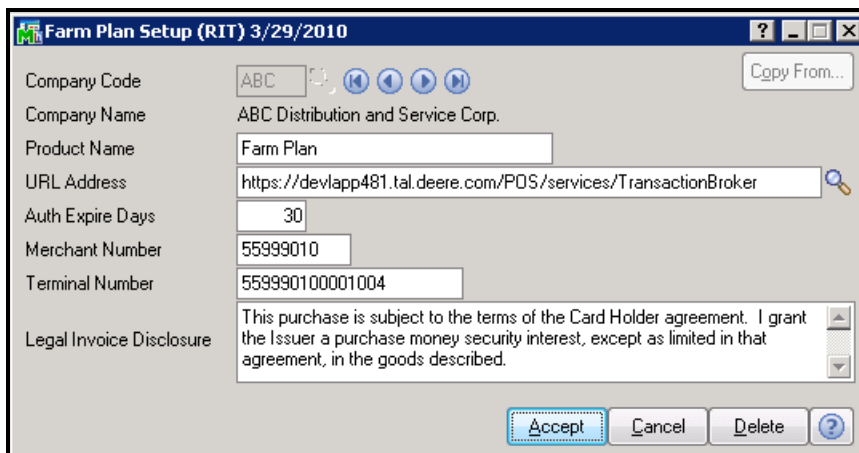 Farm Plan Setup (RIT) 3/29/2010
Company Code ABC Copy From...
Company Name ABC Distribution and Service Corp.
Product Name Farm Plan
URL Address https://devlapp481.tal.deere.com/POS/services/TransactionBroker
Auth Expire Days 30
Merchant Number 55999010
Terminal Number 559990100001004
Legal Invoice Disclosure
This purchase is subject to the terms of the Card Holder agreement.  I grant
the Issuer a purchase money security interest, except as limited in that
agreement, in the goods described.
Accept Cancel Delete